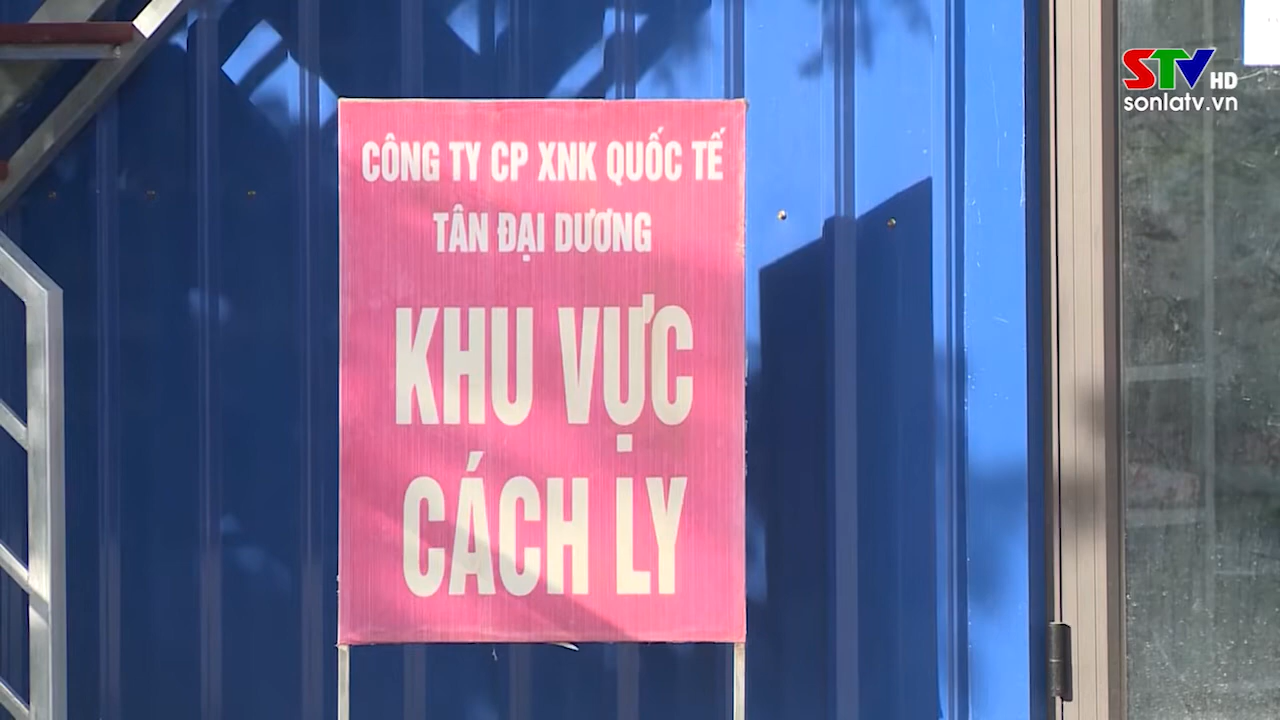 STV HD
sonlatv.vn
CÔNG TY CP XNK QUỐC TẾ
TÂN ĐẠI DƯƠNG
KHU VỰC
CÁCH LY